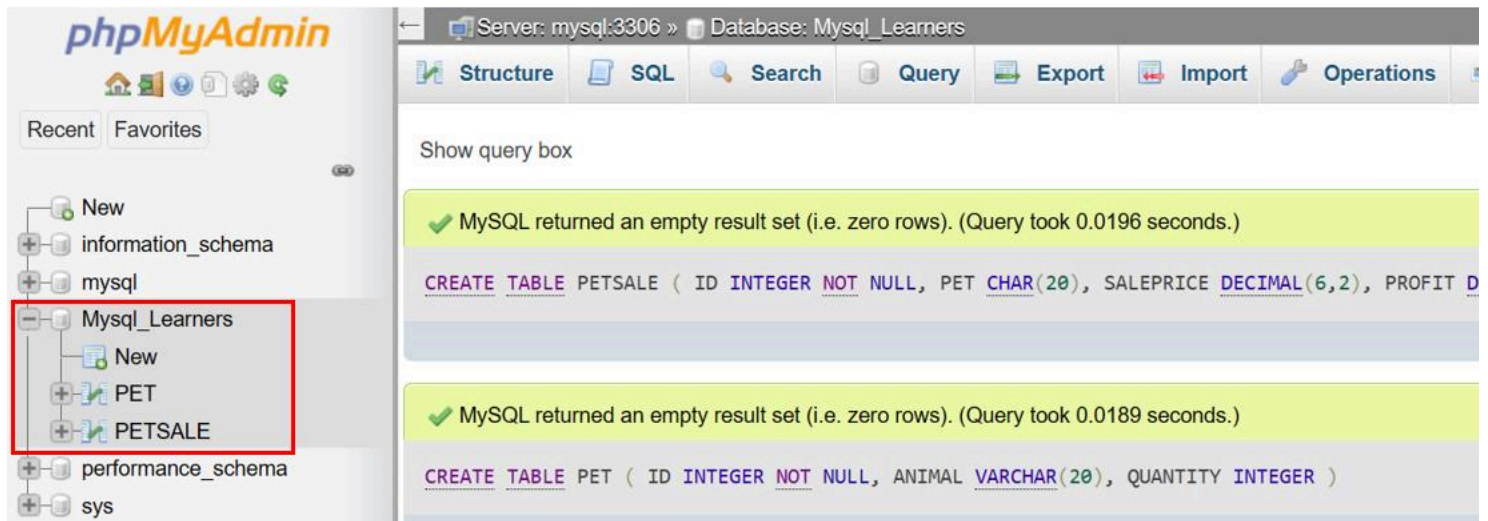 phpMyAdmin
Recent Favorites
New
information_schema
mysql
Mysql_Learners
New
PET
PETSALE
performance_schema
sys
← Server: mysql:3306 » Database: Mysql_Learners
Structure SQL Search Query Export Import Operations
Show query box
MySQL returned an empty result set (i.e. zero rows). (Query took 0.0196 seconds.)
CREATE TABLE PETSALE ( ID INTEGER NOT NULL, PET CHAR(20), SALEPRICE DECIMAL(6,2), PROFIT D
MySQL returned an empty result set (i.e. zero rows). (Query took 0.0189 seconds.)
CREATE TABLE PET ( ID INTEGER NOT NULL, ANIMAL VARCHAR(20), QUANTITY INTEGER )